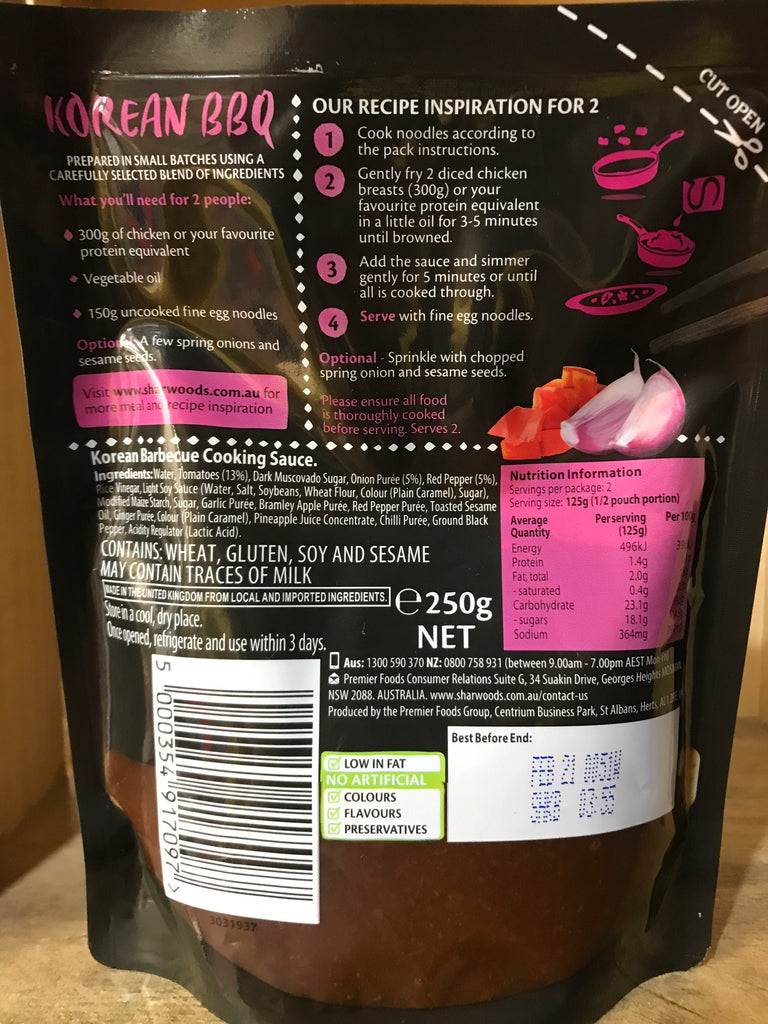 KOREAN BBQ
PREPARED IN SMALL BATCHES USING A
CAREFULLY SELECTED BLEND OF INGREDIENTS
What you'll need for 2 people:
300g of chicken or your favourite
protein equivalent
Vegetable oil
150g uncooked fine egg noodles
Optional - A few spring onions and
sesame seeds.
Visit www.sharwoods.com.au for
more meal and recipe inspiration
OUR RECIPE INSPIRATION FOR 2
1 Cook noodles according to
the pack instructions.
2 Gently fry 2 diced chicken
breasts (300g) or your
favourite protein equivalent
in a little oil for 3-5 minutes
until browned.
3 Add the sauce and simmer
gently for 5 minutes or until
all is cooked through.
4 Serve with fine egg noodles.
Optional - Sprinkle with chopped
spring onion and sesame seeds.
Please ensure all food
is thoroughly cooked
before serving. Serves 2.
CUT OPEN
S
Korean Barbecue Cooking Sauce.
Ingredients: Water, Tomatoes (13%), Dark Muscovado Sugar, Onion Purée (5%), Red Pepper (5%),
Rice Vinegar, Light Soy Sauce (Water, Salt, Soybeans, Wheat Flour, Colour (Plain Caramel), Sugar),
Modified Maize Starch, Sugar, Garlic Purée, Bramley Apple Purée, Red Pepper Purée, Toasted Sesame
Oil, Ginger Purée, Colour (Plain Caramel), Pineapple Juice Concentrate, Chilli Purée, Ground Black
Pepper, Acidity Regulator (Lactic Acid).
CONTAINS: WHEAT, GLUTEN, SOY AND SESAME
MAY CONTAIN TRACES OF MILK
MADE IN THE UNITED KINGDOM FROM LOCAL AND IMPORTED INGREDIENTS.
Store in a cool, dry place.
Once opened, refrigerate and use within 3 days.
℮ 250g
NET
Nutrition Information
Servings per package: 2
Serving size: 125g (1/2 pouch portion)
Average Quantity Per serving (125g) Per 100g
Energy 496kJ
Protein 1.4g
Fat, total 2.0g
- saturated 0.4g
Carbohydrate 23.1g
- sugars 18.1g
Sodium 364mg
Aus: 1300 590 370 NZ: 0800 758 931 (between 9.00am - 7.00pm AEST Mon-Fri)
Premier Foods Consumer Relations Suite G, 34 Suakin Drive, Georges Heights MOSMAN,
NSW 2088. AUSTRALIA. www.sharwoods.com.au/contact-us
Produced by the Premier Foods Group, Centrium Business Park, St Albans, Herts,
Best Before End:
FEB 21
03:35
LOW IN FAT
NO ARTIFICIAL
COLOURS
FLAVOURS
PRESERVATIVES
5 000354 917097 >
3031937